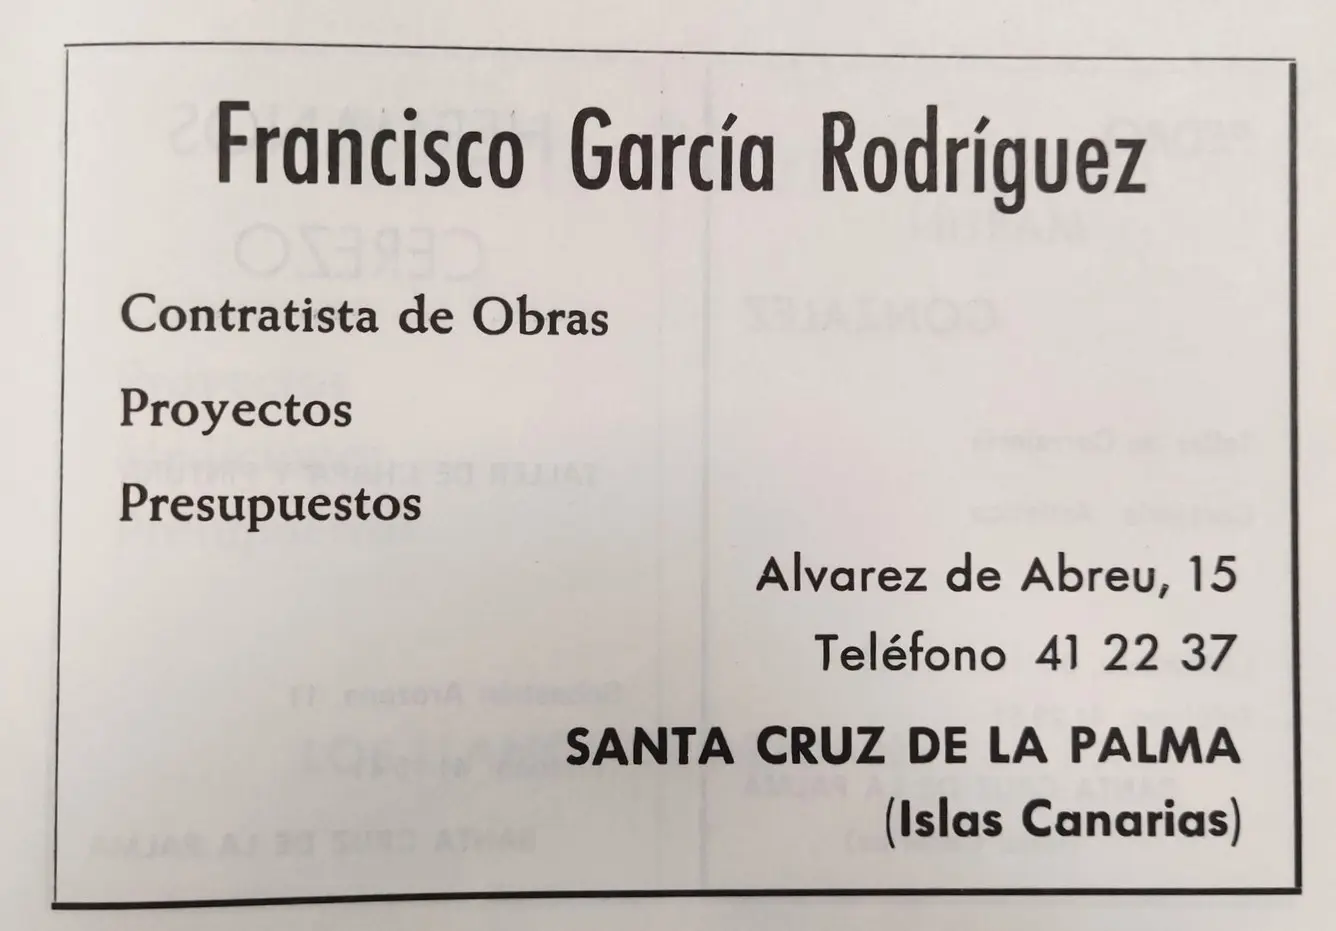 Francisco García Rodríguez
Contratista de Obras
Proyectos
Presupuestos
Alvarez de Abreu, 15
Teléfono 41 22 37
SANTA CRUZ DE LA PALMA
(Islas Canarias)